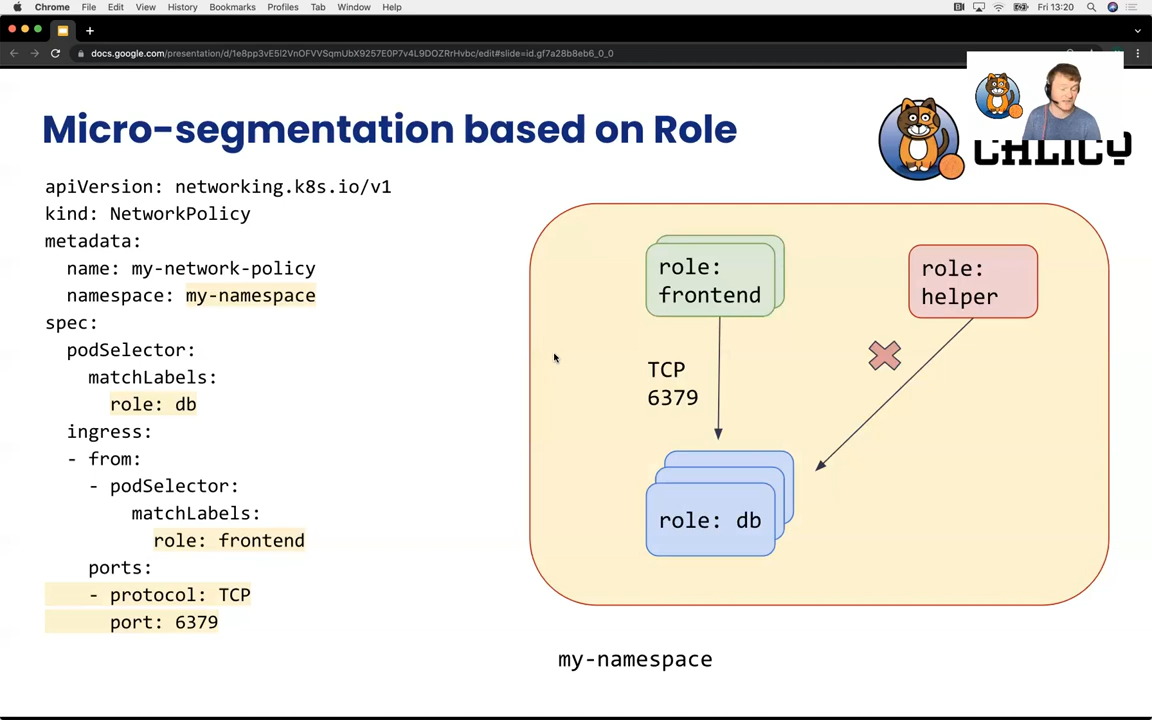 Chrome File Edit View History Bookmarks Profiles Tab Window Help
Fri 13:20
docs.google.com/presentation/d/1e8pp3vE5l2VnOFVVSqmUbX9257E0P7v4L9DOZRrHvbc/edit#slide=id.gf7a28b8eb6_0_0
Micro-segmentation based on Role
CALICO
apiVersion: networking.k8s.io/v1
kind: NetworkPolicy
metadata:
name: my-network-policy
namespace: my-namespace
spec:
podSelector:
matchLabels:
role: db
ingress:
- from:
- podSelector:
matchLabels:
role: frontend
ports:
- protocol: TCP
port: 6379
role:
frontend
role:
helper
TCP
6379
role: db
my-namespace